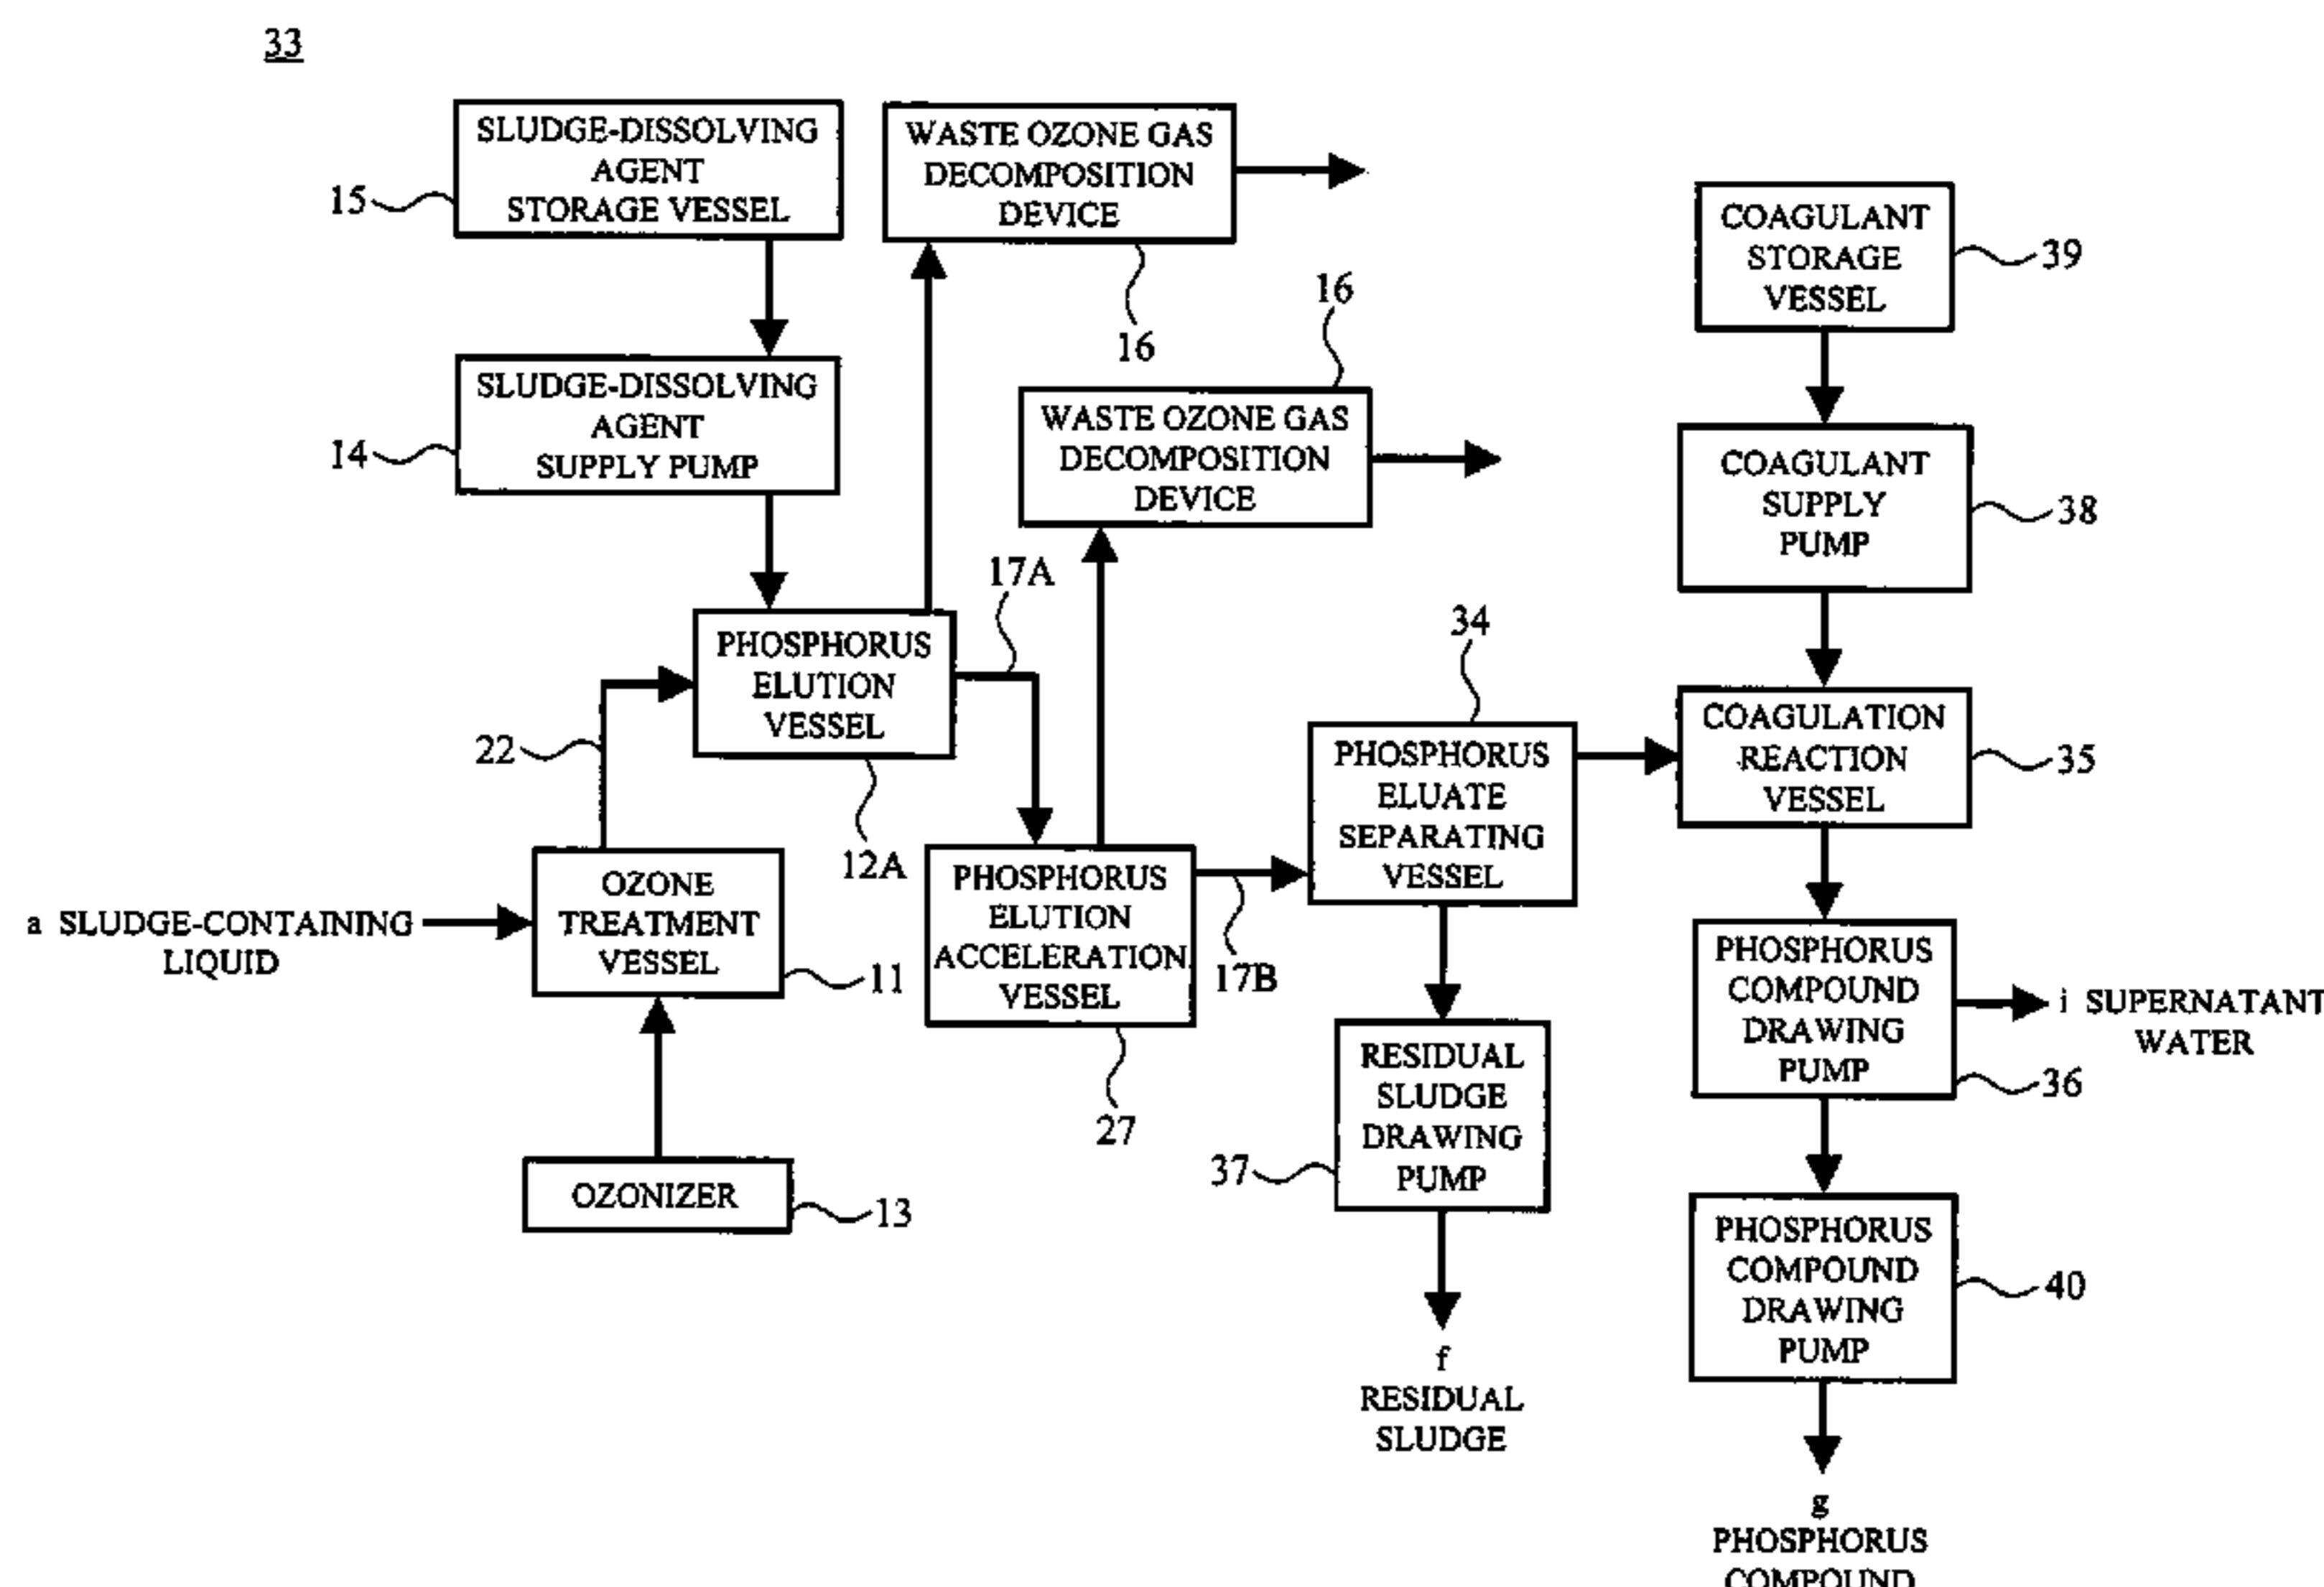 33
SLUDGE-DISSOLVING
AGENT
STORAGE VESSEL
15
WASTE OZONE GAS
DECOMPOSITION
DEVICE
16
SLUDGE-DISSOLVING
AGENT
SUPPLY PUMP
14
16
WASTE OZONE GAS
DECOMPOSITION
DEVICE
COAGULANT
STORAGE
VESSEL
39
COAGULANT
SUPPLY
PUMP
38
PHOSPHORUS
ELUTION
VESSEL
12A
17A
22
a SLUDGE-CONTAINING
LIQUID
OZONE
TREATMENT
VESSEL
11
OZONIZER
13
PHOSPHORUS
ELUTION
ACCELERATION
VESSEL
27
17B
34
PHOSPHORUS
ELUATE
SEPARATING
VESSEL
COAGULATION
REACTION
VESSEL
35
RESIDUAL
SLUDGE
DRAWING
PUMP
37
f
RESIDUAL
SLUDGE
PHOSPHORUS
COMPOUND
DRAWING
PUMP
36
i SUPERNATANT
WATER
PHOSPHORUS
COMPOUND
DRAWING
PUMP
40
g
PHOSPHORUS
COMPOUND